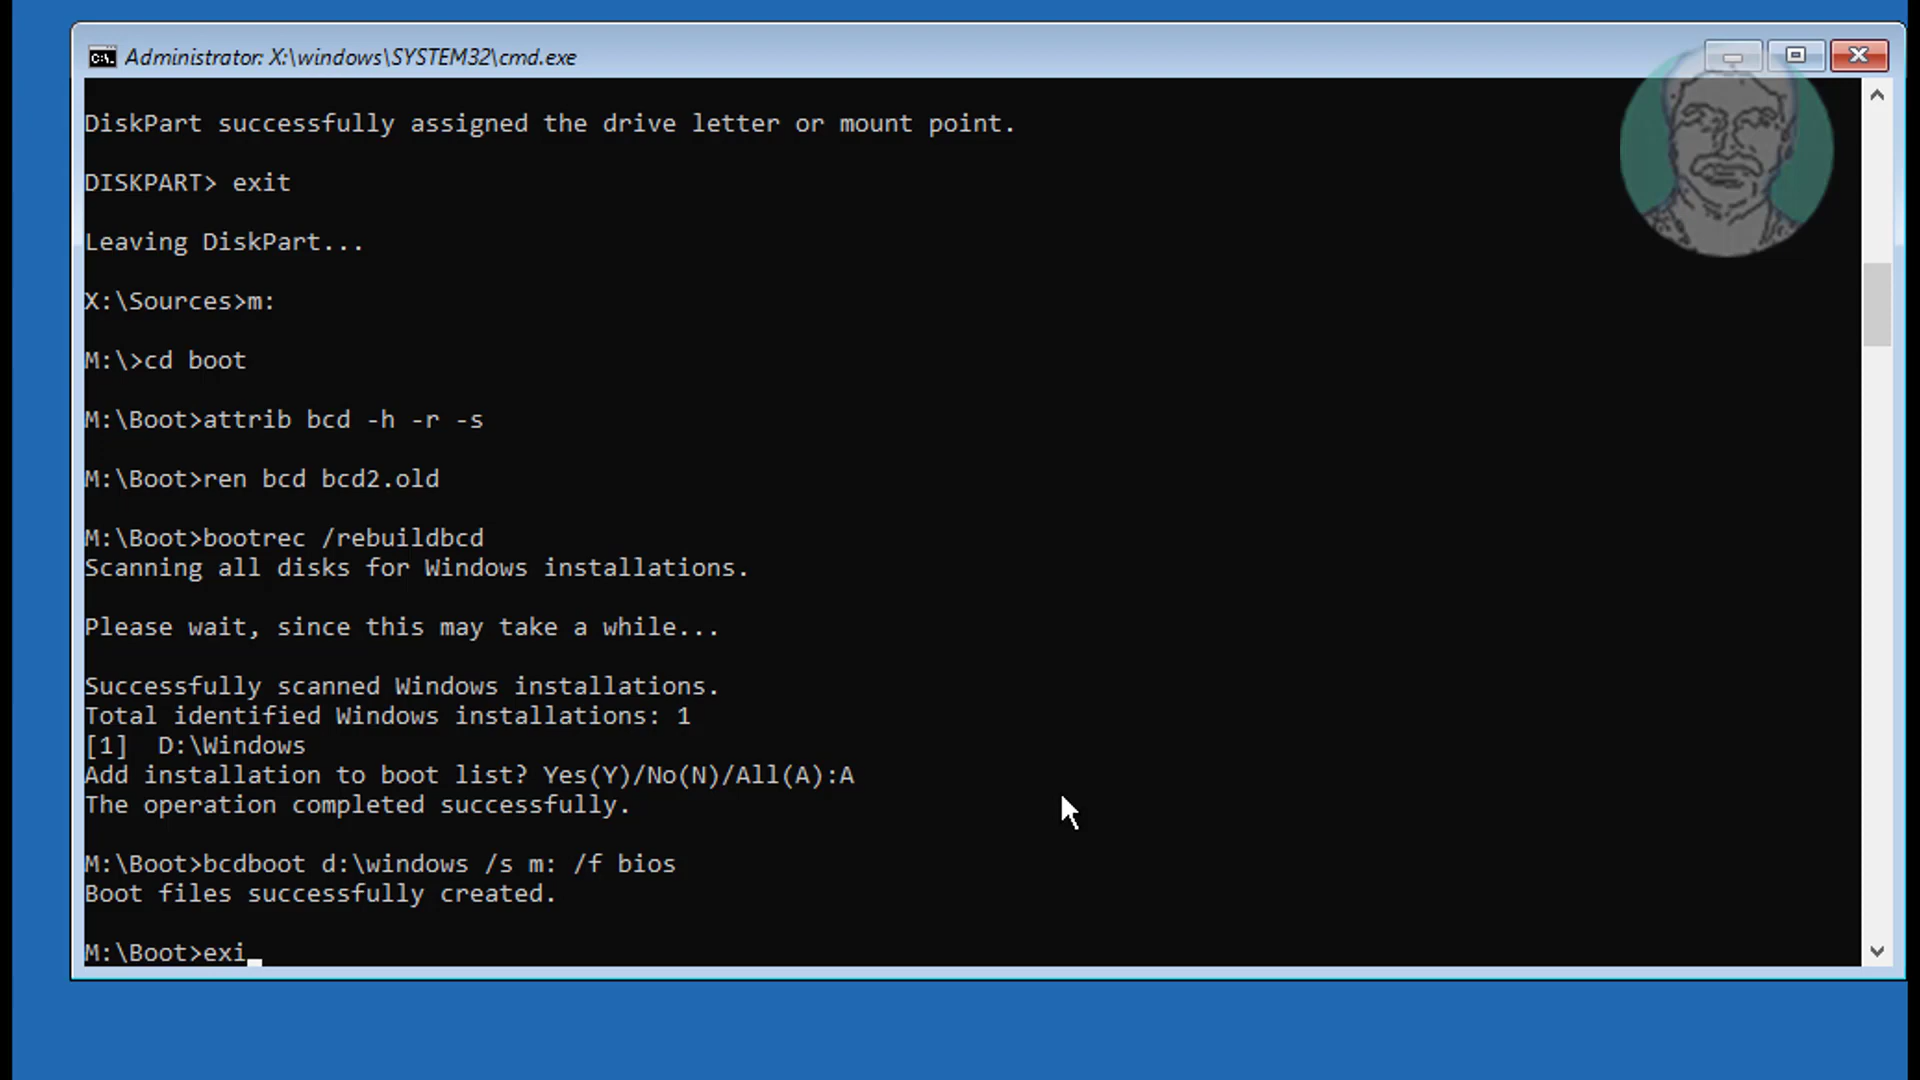 Administrator: X:\windows\SYSTEM32\cmd.exe
DiskPart successfully assigned the drive letter or mount point.
DISKPART> exit
Leaving DiskPart...
X:\Sources>m:
M:\>cd boot
M:\Boot>attrib bcd -h -r -s
M:\Boot>ren bcd bcd2.old
M:\Boot>bootrec /rebuildbcd
Scanning all disks for Windows installations.
Please wait, since this may take a while...
Successfully scanned Windows installations.
Total identified Windows installations: 1
[1]  D:\Windows
Add installation to boot list? Yes(Y)/No(N)/All(A):A
The operation completed successfully.
M:\Boot>bcdboot d:\windows /s m: /f bios
Boot files successfully created.
M:\Boot>exi